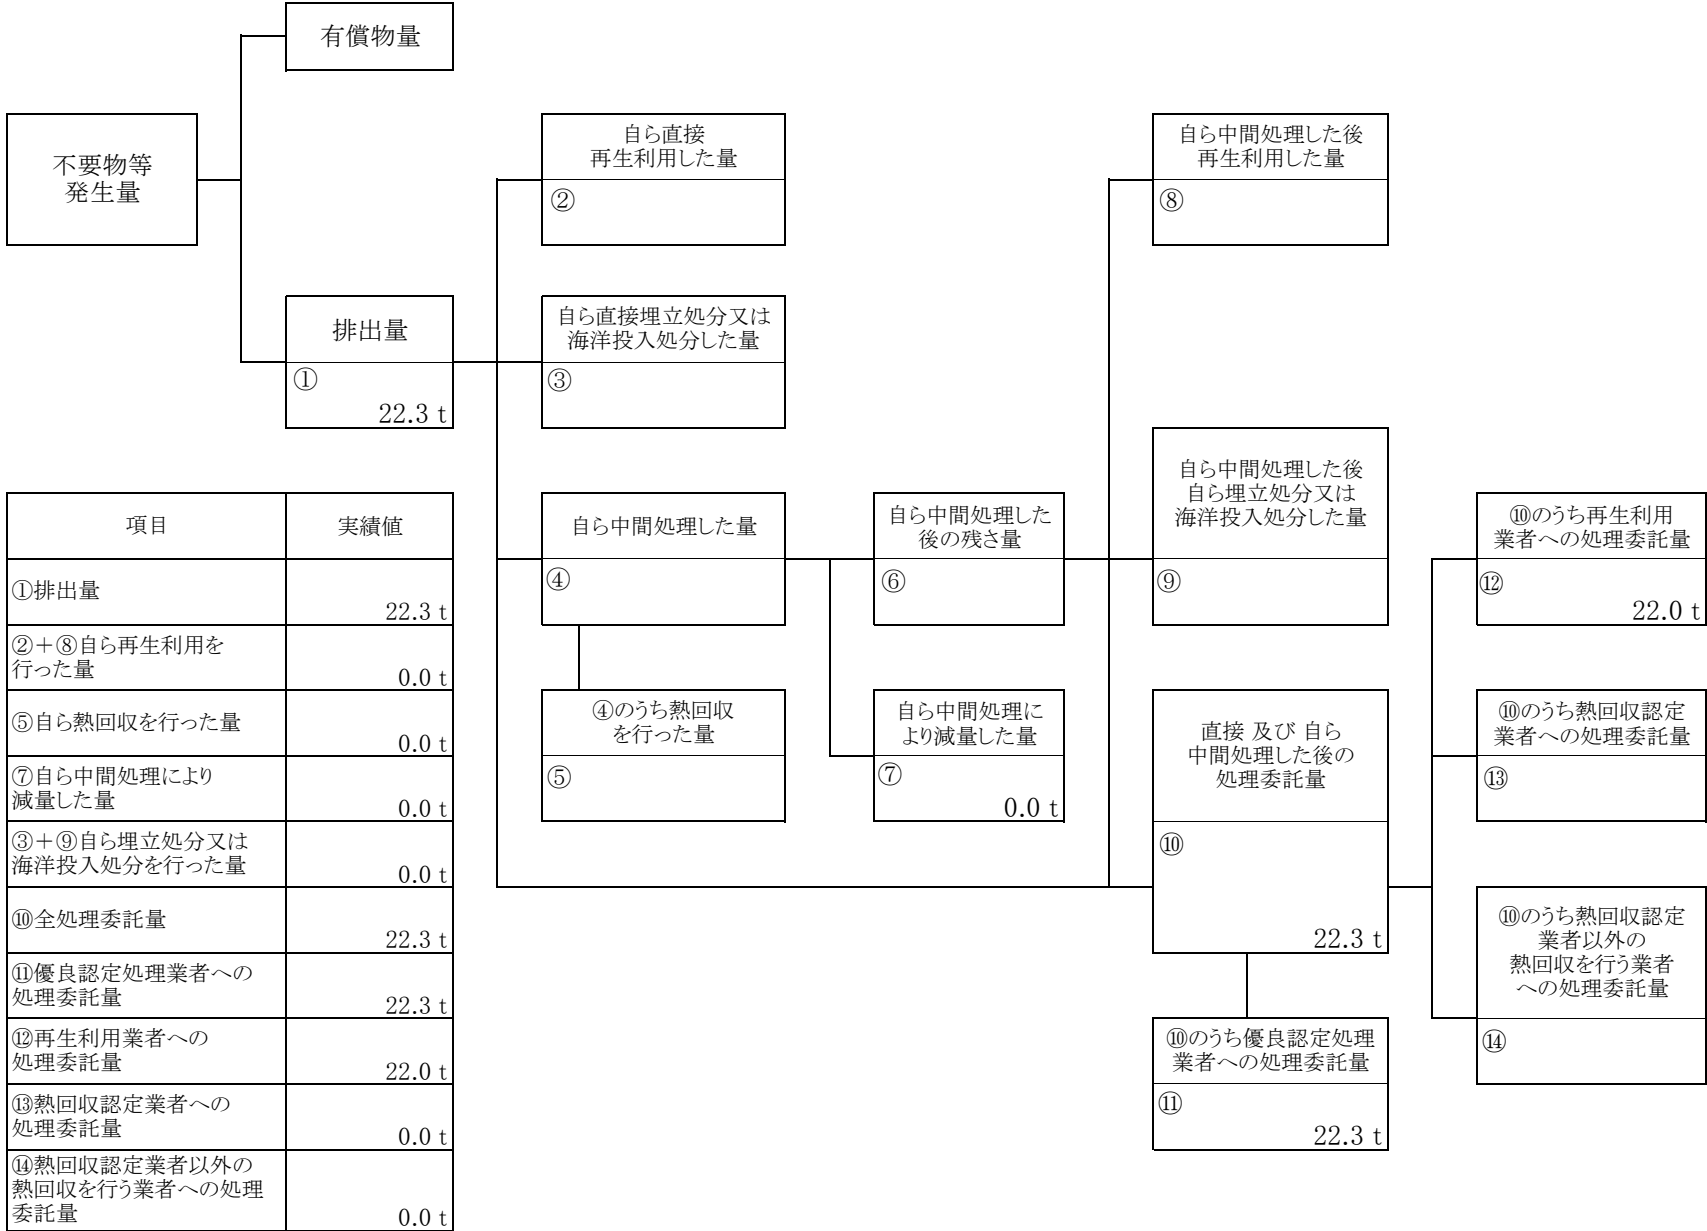 有償物量
不要物等
発生量
自ら直接
再生利用した量
②
自ら中間処理した後
再生利用した量
⑧
排出量
①
22.3 t
自ら直接埋立処分又は
海洋投入処分した量
③
自ら中間処理した量
④
自ら中間処理した
後の残さ量
⑥
自ら中間処理した後
自ら埋立処分又は
海洋投入処分した量
⑨
⑩のうち再生利用
業者への処理委託量
⑫
22.0 t
④のうち熱回収
を行った量
⑤
自ら中間処理に
より減量した量
⑦
0.0 t
直接 及び 自ら
中間処理した後の
処理委託量
⑩
22.3 t
⑩のうち熱回収認定
業者への処理委託量
⑬
⑩のうち熱回収認定
業者以外の
熱回収を行う業者
への処理委託量
⑭
⑩のうち優良認定処理
業者への処理委託量
⑪
22.3 t
項目 実績値
①排出量
22.3 t
②+⑧自ら再生利用を
行った量
0.0 t
⑤自ら熱回収を行った量
0.0 t
⑦自ら中間処理により
減量した量
0.0 t
③+⑨自ら埋立処分又は
海洋投入処分を行った量
0.0 t
⑩全処理委託量
22.3 t
⑪優良認定処理業者への
処理委託量
22.3 t
⑫再生利用業者への
処理委託量
22.0 t
⑬熱回収認定業者への
処理委託量
0.0 t
⑭熱回収認定業者以外の
熱回収を行う業者への処理
委託量
0.0 t